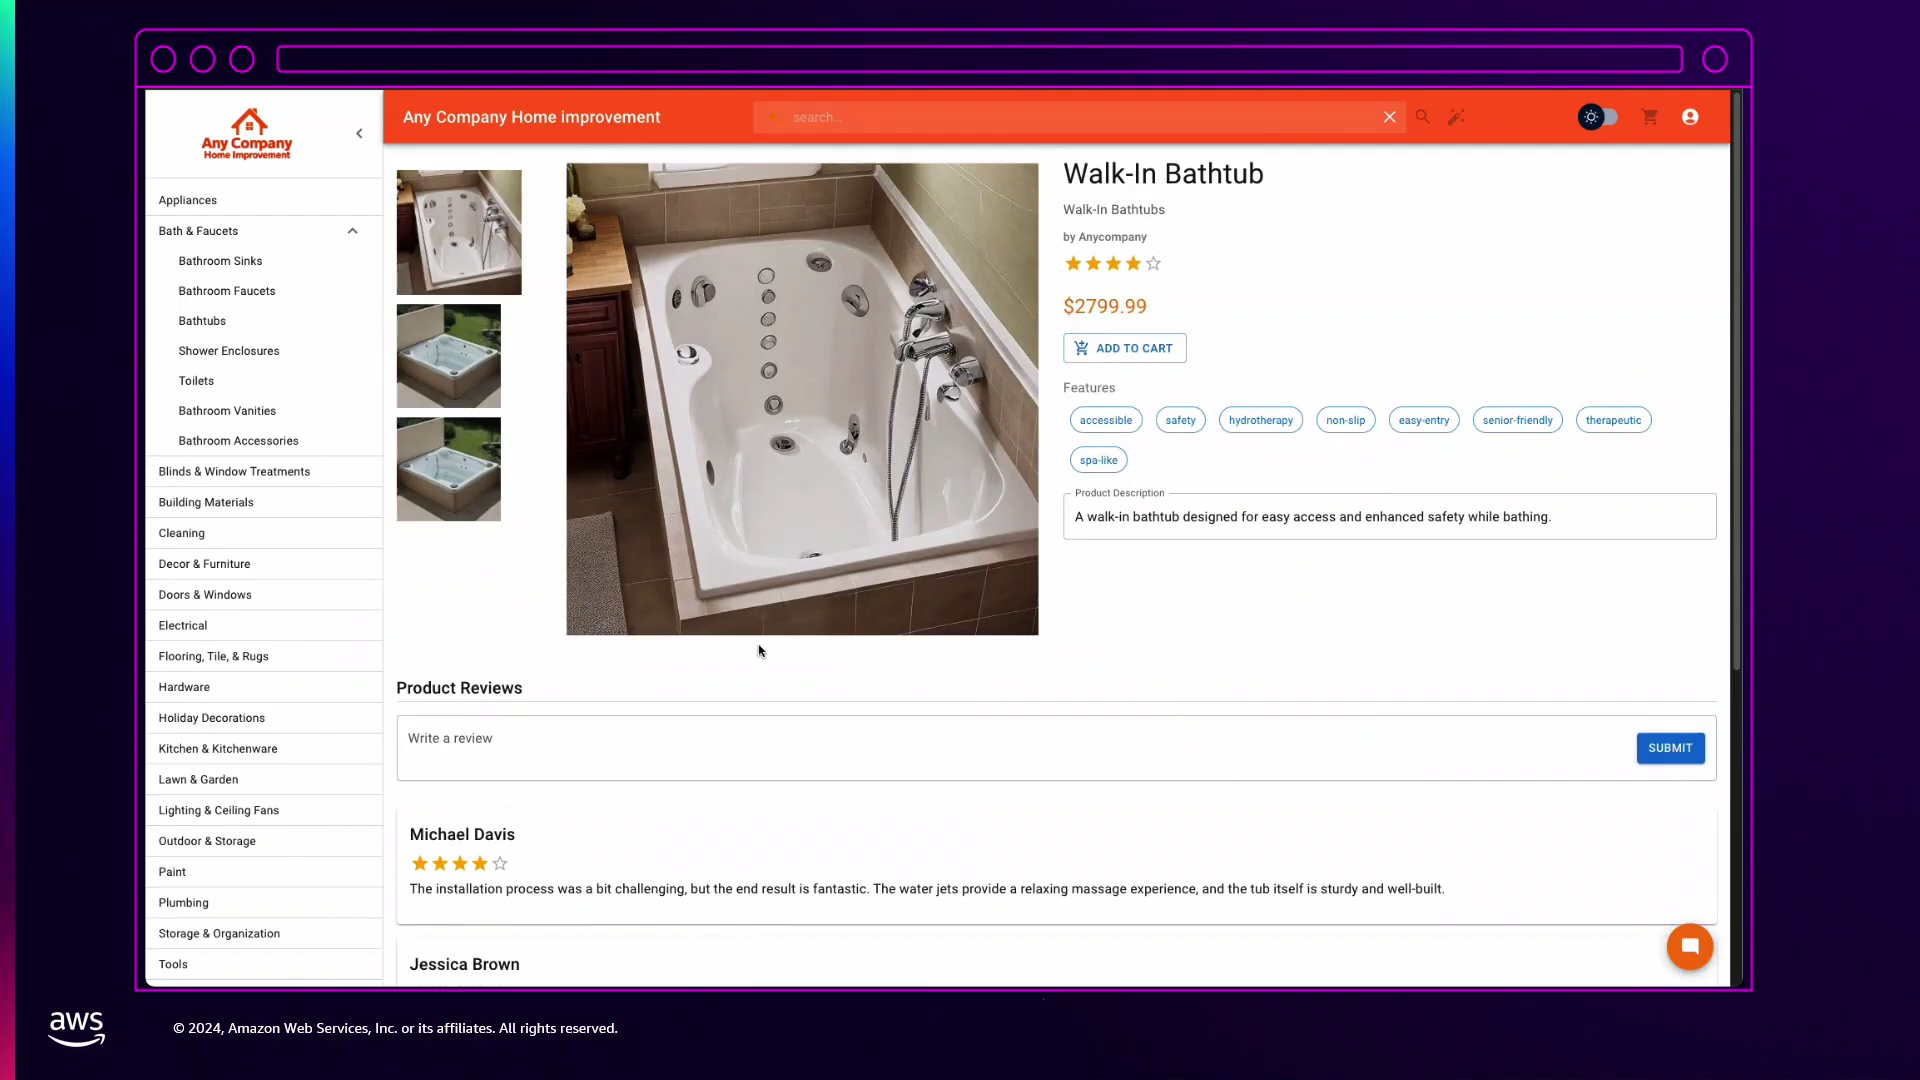 Any Company
Home Improvement
Any Company Home improvement
search...
Appliances
Bath & Faucets
Bathroom Sinks
Bathroom Faucets
Bathtubs
Shower Enclosures
Toilets
Bathroom Vanities
Bathroom Accessories
Blinds & Window Treatments
Building Materials
Cleaning
Decor & Furniture
Doors & Windows
Electrical
Flooring, Tile, & Rugs
Hardware
Holiday Decorations
Kitchen & Kitchenware
Lawn & Garden
Lighting & Ceiling Fans
Outdoor & Storage
Paint
Plumbing
Storage & Organization
Tools
Walk-In Bathtub
Walk-In Bathtubs
by Anycompany
$2799.99
ADD TO CART
Features
accessible safety hydrotherapy non-slip easy-entry senior-friendly therapeutic
spa-like
Product Description
A walk-in bathtub designed for easy access and enhanced safety while bathing.
Product Reviews
Write a review
SUBMIT
Michael Davis
The installation process was a bit challenging, but the end result is fantastic. The water jets provide a relaxing massage experience, and the tub itself is sturdy and well-built.
Jessica Brown
aws
© 2024, Amazon Web Services, Inc. or its affiliates. All rights reserved.